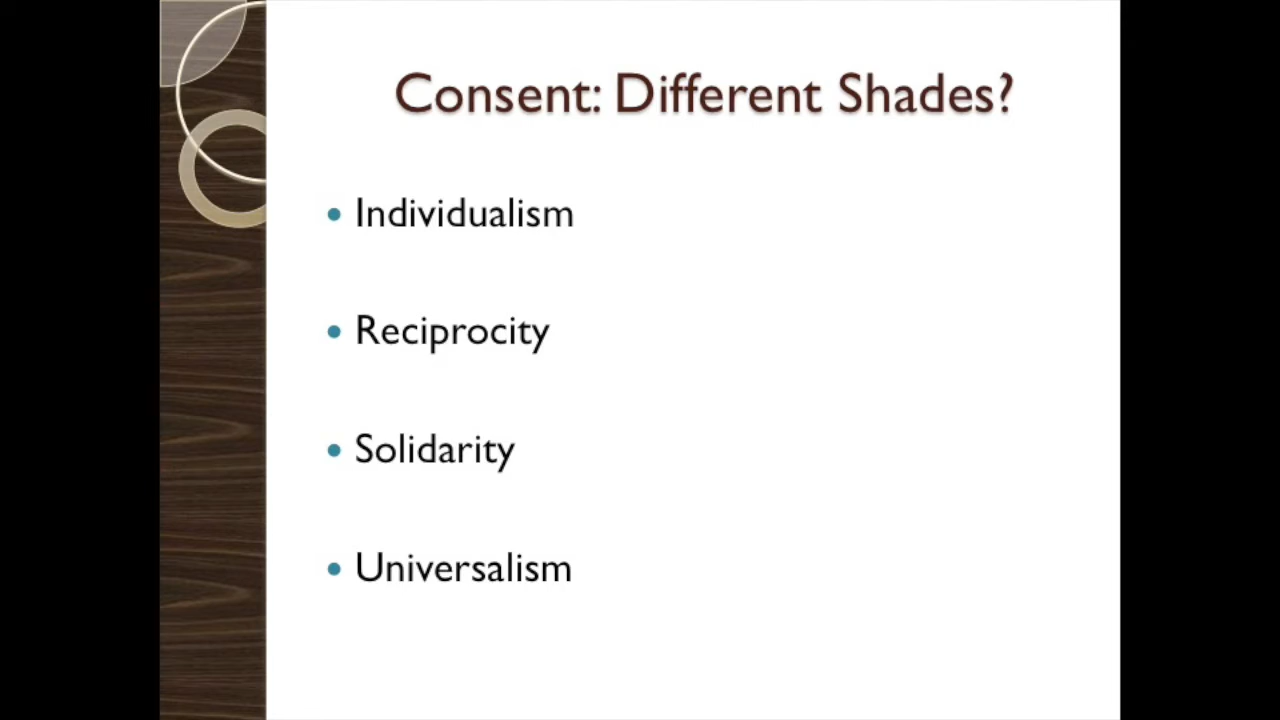 Consent: Different Shades?
• Individualism
• Reciprocity
• Solidarity
• Universalism